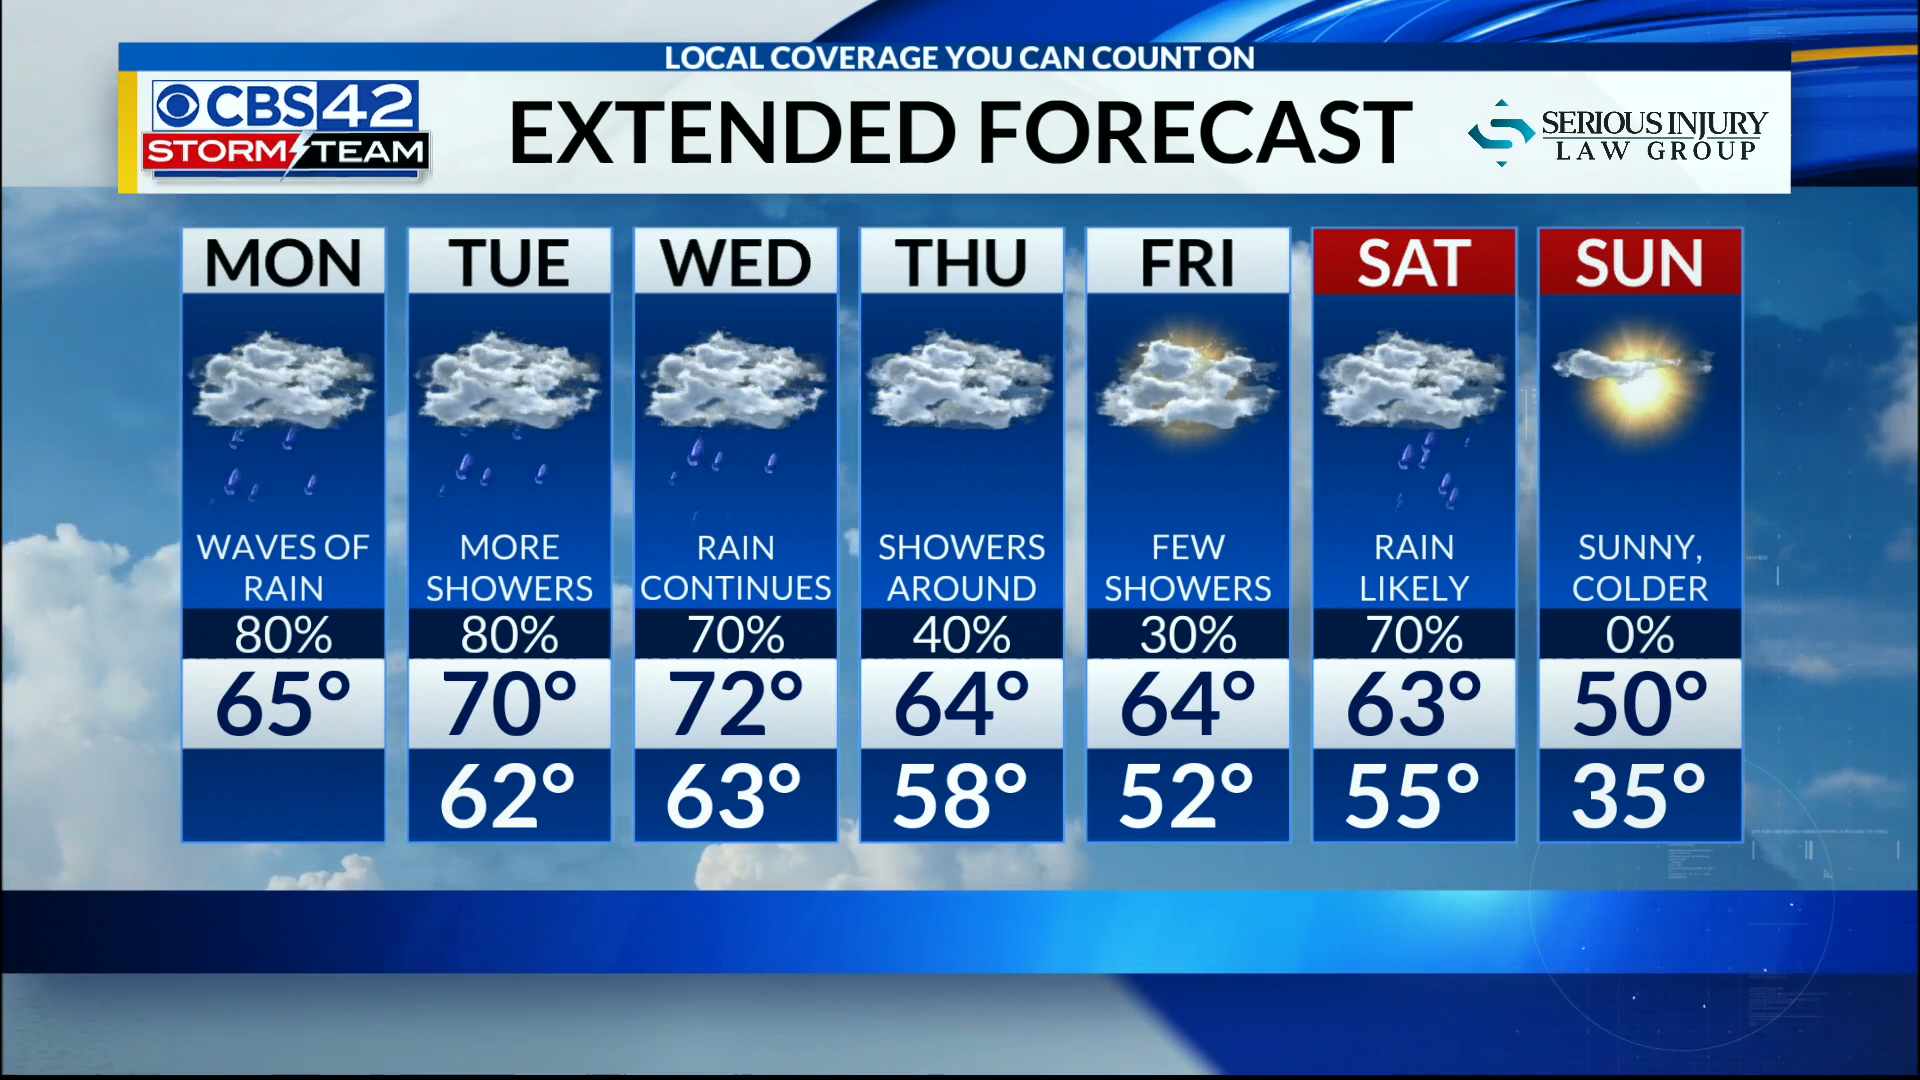 LOCAL COVERAGE YOU CAN COUNT ON
CBS 42
STORM TEAM
EXTENDED FORECAST
SERIOUS INJURY
LAW GROUP
MON
WAVES OF
RAIN
80%
65°
TUE
MORE
SHOWERS
80%
70°
62°
WED
RAIN
CONTINUES
70%
72°
63°
THU
SHOWERS
AROUND
40%
64°
58°
FRI
FEW
SHOWERS
30%
64°
52°
SAT
RAIN
LIKELY
70%
63°
55°
SUN
SUNNY,
COLDER
0%
50°
35°